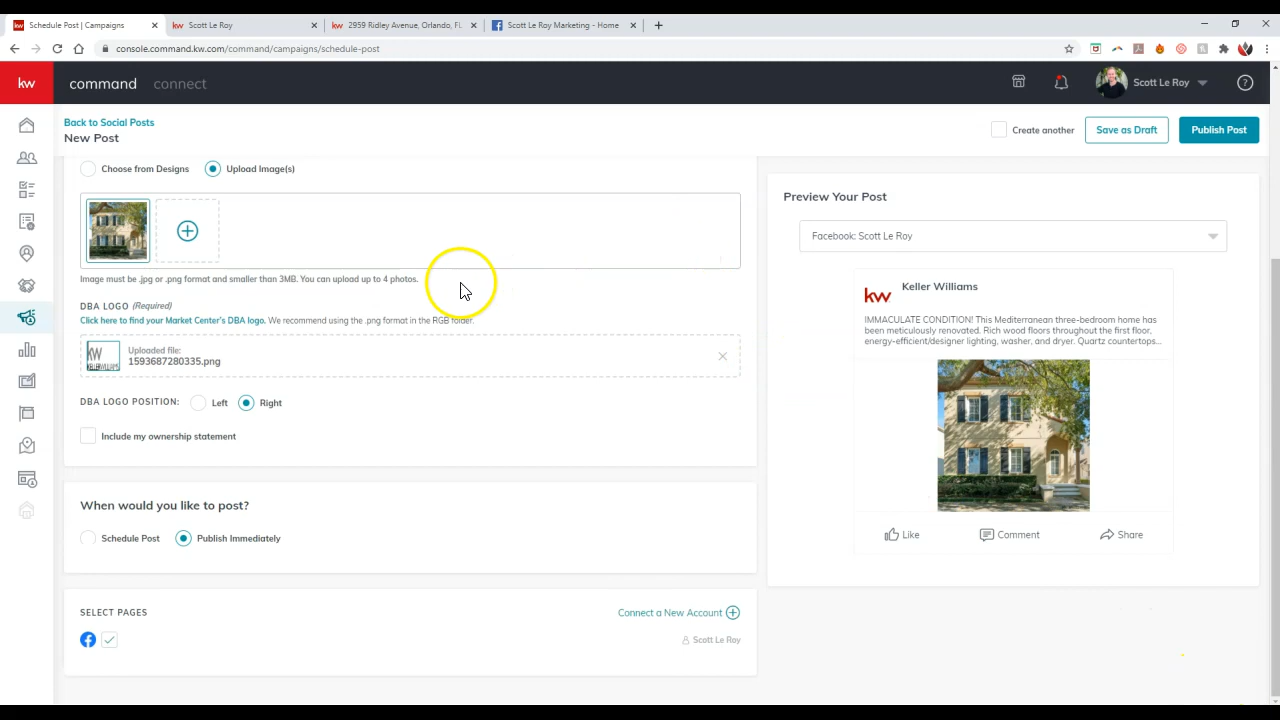 Schedule Post | Campaigns
Scott Le Roy
2959 Ridley Avenue, Orlando, FL
Scott Le Roy Marketing - Home
console.command.kw.com/command/campaigns/schedule-post
kw
command
connect
Scott Le Roy
Back to Social Posts
New Post
Create another
Save as Draft
Publish Post
Choose from Designs
Upload Image(s)
Image must be .jpg or .png format and smaller than 3MB. You can upload up to 4 photos.
DBA LOGO (Required)
Click here to find your Market Center's DBA logo. We recommend using the .png format in the RGB folder.
KW
KELLERWILLIAMS
Uploaded file:
1593687280335.png
DBA LOGO POSITION:
Left
Right
Include my ownership statement
When would you like to post?
Schedule Post
Publish Immediately
SELECT PAGES
Connect a New Account
Scott Le Roy
Preview Your Post
Facebook: Scott Le Roy
kw
Keller Williams
IMMACULATE CONDITION! This Mediterranean three-bedroom home has
been meticulously renovated. Rich wood floors throughout the first floor,
energy-efficient/designer lighting, washer, and dryer. Quartz countertops...
Like
Comment
Share